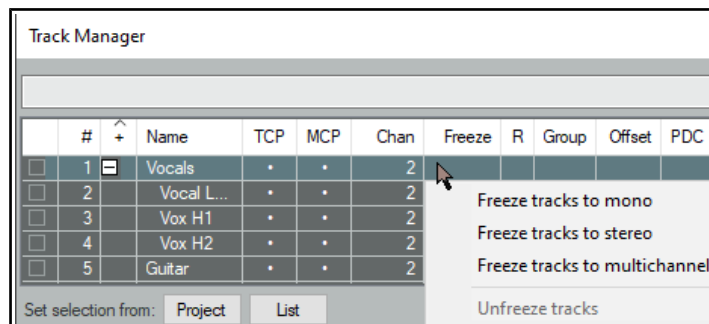 Track Manager
# + Name TCP MCP Chan Freeze R Group Offset PDC
1 Vocals • • 2
2 Vocal L... • • 2
3 Vox H1 • • 2
4 Vox H2 • • 2
5 Guitar • • 2
Freeze tracks to mono
Freeze tracks to stereo
Freeze tracks to multichannel
Unfreeze tracks
Set selection from: Project List